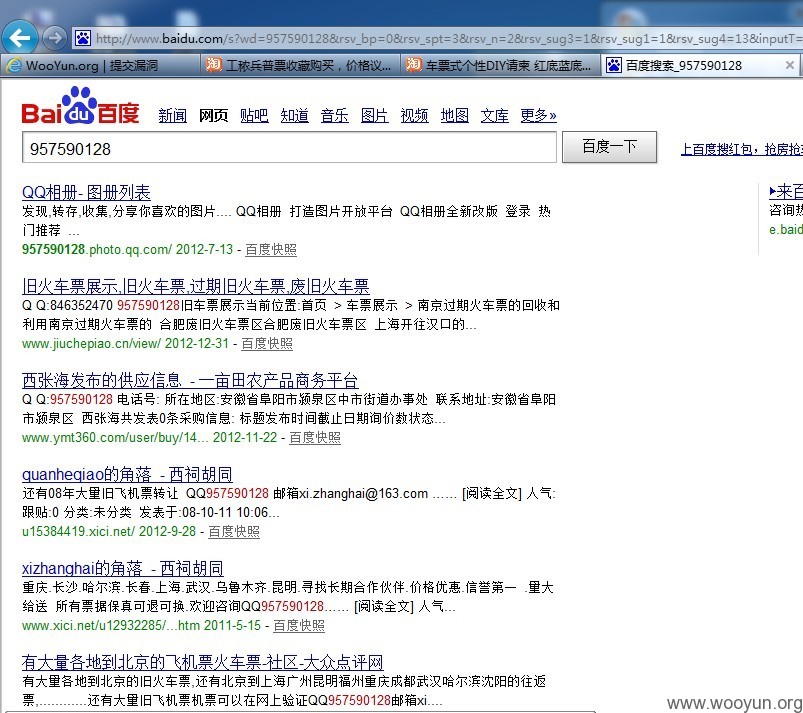 http://www.baidu.com/s?wd=957590128&rsv_bp=0&rsv_spt=3&rsv_n=2&rsv_sug3=1&rsv_sug1=1&rsv_sug4=13&inputT=
WooYun.org | 提交漏洞 工楼兵普票收藏购买，价格议... 车票式个性DIY请柬 红底蓝底... 百度搜索_957590128
Bai du 百度 新闻 网页 贴吧 知道 音乐 图片 视频 地图 文库 更多»
957590128 百度一下 上百度搜红包，抢房抢车
QQ相册- 图册列表
发现,转存,收集,分享你喜欢的图片.... QQ相册 打造图片开放平台 QQ相册全新改版 登录 热
门推荐 ...
957590128.photo.qq.com/ 2012-7-13 - 百度快照
▸来百
咨询热
e.baid
旧火车票展示,旧火车票,过期旧火车票,废旧火车票
Q Q:846352470 957590128旧车票展示当前位置:首页 > 车票展示 > 南京过期火车票的回收和
利用南京过期火车票的 合肥废旧火车票区合肥废旧火车票区 上海开往汉口的...
www.jiuchepiao.cn/view/ 2012-12-31 - 百度快照
西张海发布的供应信息 - 一亩田农产品商务平台
Q Q:957590128 电话号: 所在地区:安徽省阜阳市颍泉区中市街道办事处 联系地址:安徽省阜阳
市颍泉区 西张海共发表0条采购信息: 标题发布时间截止日期询价数状态...
www.ymt360.com/user/buy/14... 2012-11-22 - 百度快照
quanheqiao的角落 - 西祠胡同
还有08年大量旧飞机票转让 QQ957590128 邮箱xi.zhanghai@163.com ...... [阅读全文] 人气:
跟贴:0 分类:未分类 发表于:08-10-11 10:06...
u15384419.xici.net/ 2012-9-28 - 百度快照
xizhanghai的角落 - 西祠胡同
重庆.长沙.哈尔滨.长春.上海.武汉.乌鲁木齐.昆明.寻找长期合作伙伴.价格优惠.信誉第一 .量大
给送 所有票据保真可退可换.欢迎咨询QQ957590128...... [阅读全文] 人气...
www.xici.net/u12932285/...htm 2011-5-15 - 百度快照
有大量各地到北京的飞机票火车票-社区-大众点评网
有大量各地到北京的旧火车票,还有北京到上海广州昆明福州重庆成都武汉哈尔滨沈阳的往返
票,............还有大量旧飞机票机票可以在网上验证QQ957590128邮箱xi....
www.wooyun.org